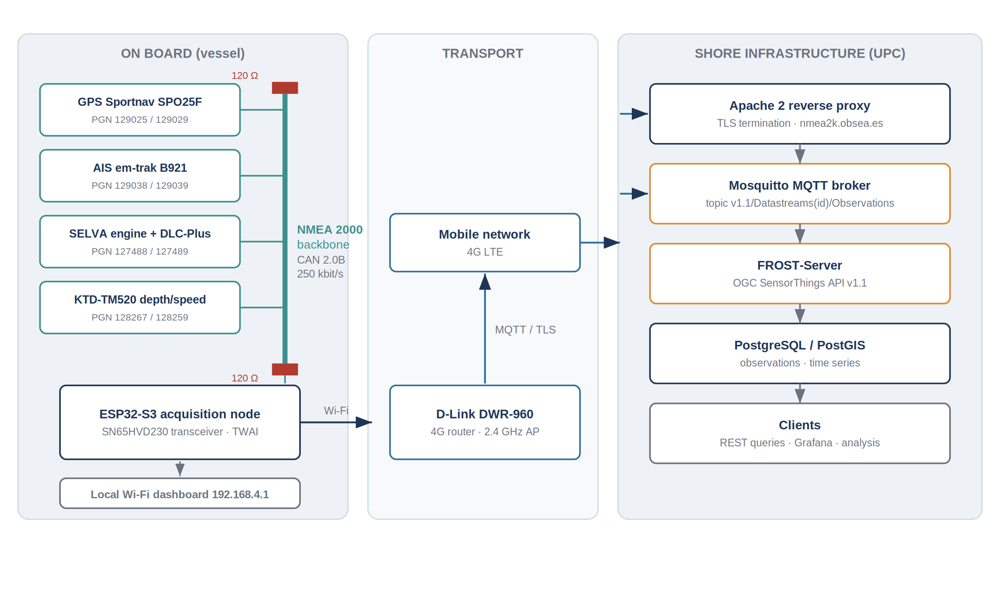 ON BOARD (vessel)
120 Ω
GPS Sportnav SPO25F
PGN 129025 / 129029
AIS em-trak B921
PGN 129038 / 129039
SELVA engine + DLC-Plus
PGN 127488 / 127489
KTD-TM520 depth/speed
PGN 128267 / 128259
NMEA 2000
backbone
CAN 2.0B
250 kbit/s
120 Ω
ESP32-S3 acquisition node
SN65HVD230 transceiver · TWAI
Wi-Fi
Local Wi-Fi dashboard 192.168.4.1
TRANSPORT
Mobile network
4G LTE
MQTT / TLS
D-Link DWR-960
4G router · 2.4 GHz AP
SHORE INFRASTRUCTURE (UPC)
Apache 2 reverse proxy
TLS termination · nmea2k.obsea.es
Mosquitto MQTT broker
topic v1.1/Datastreams(id)/Observations
FROST-Server
OGC SensorThings API v1.1
PostgreSQL / PostGIS
observations · time series
Clients
REST queries · Grafana · analysis